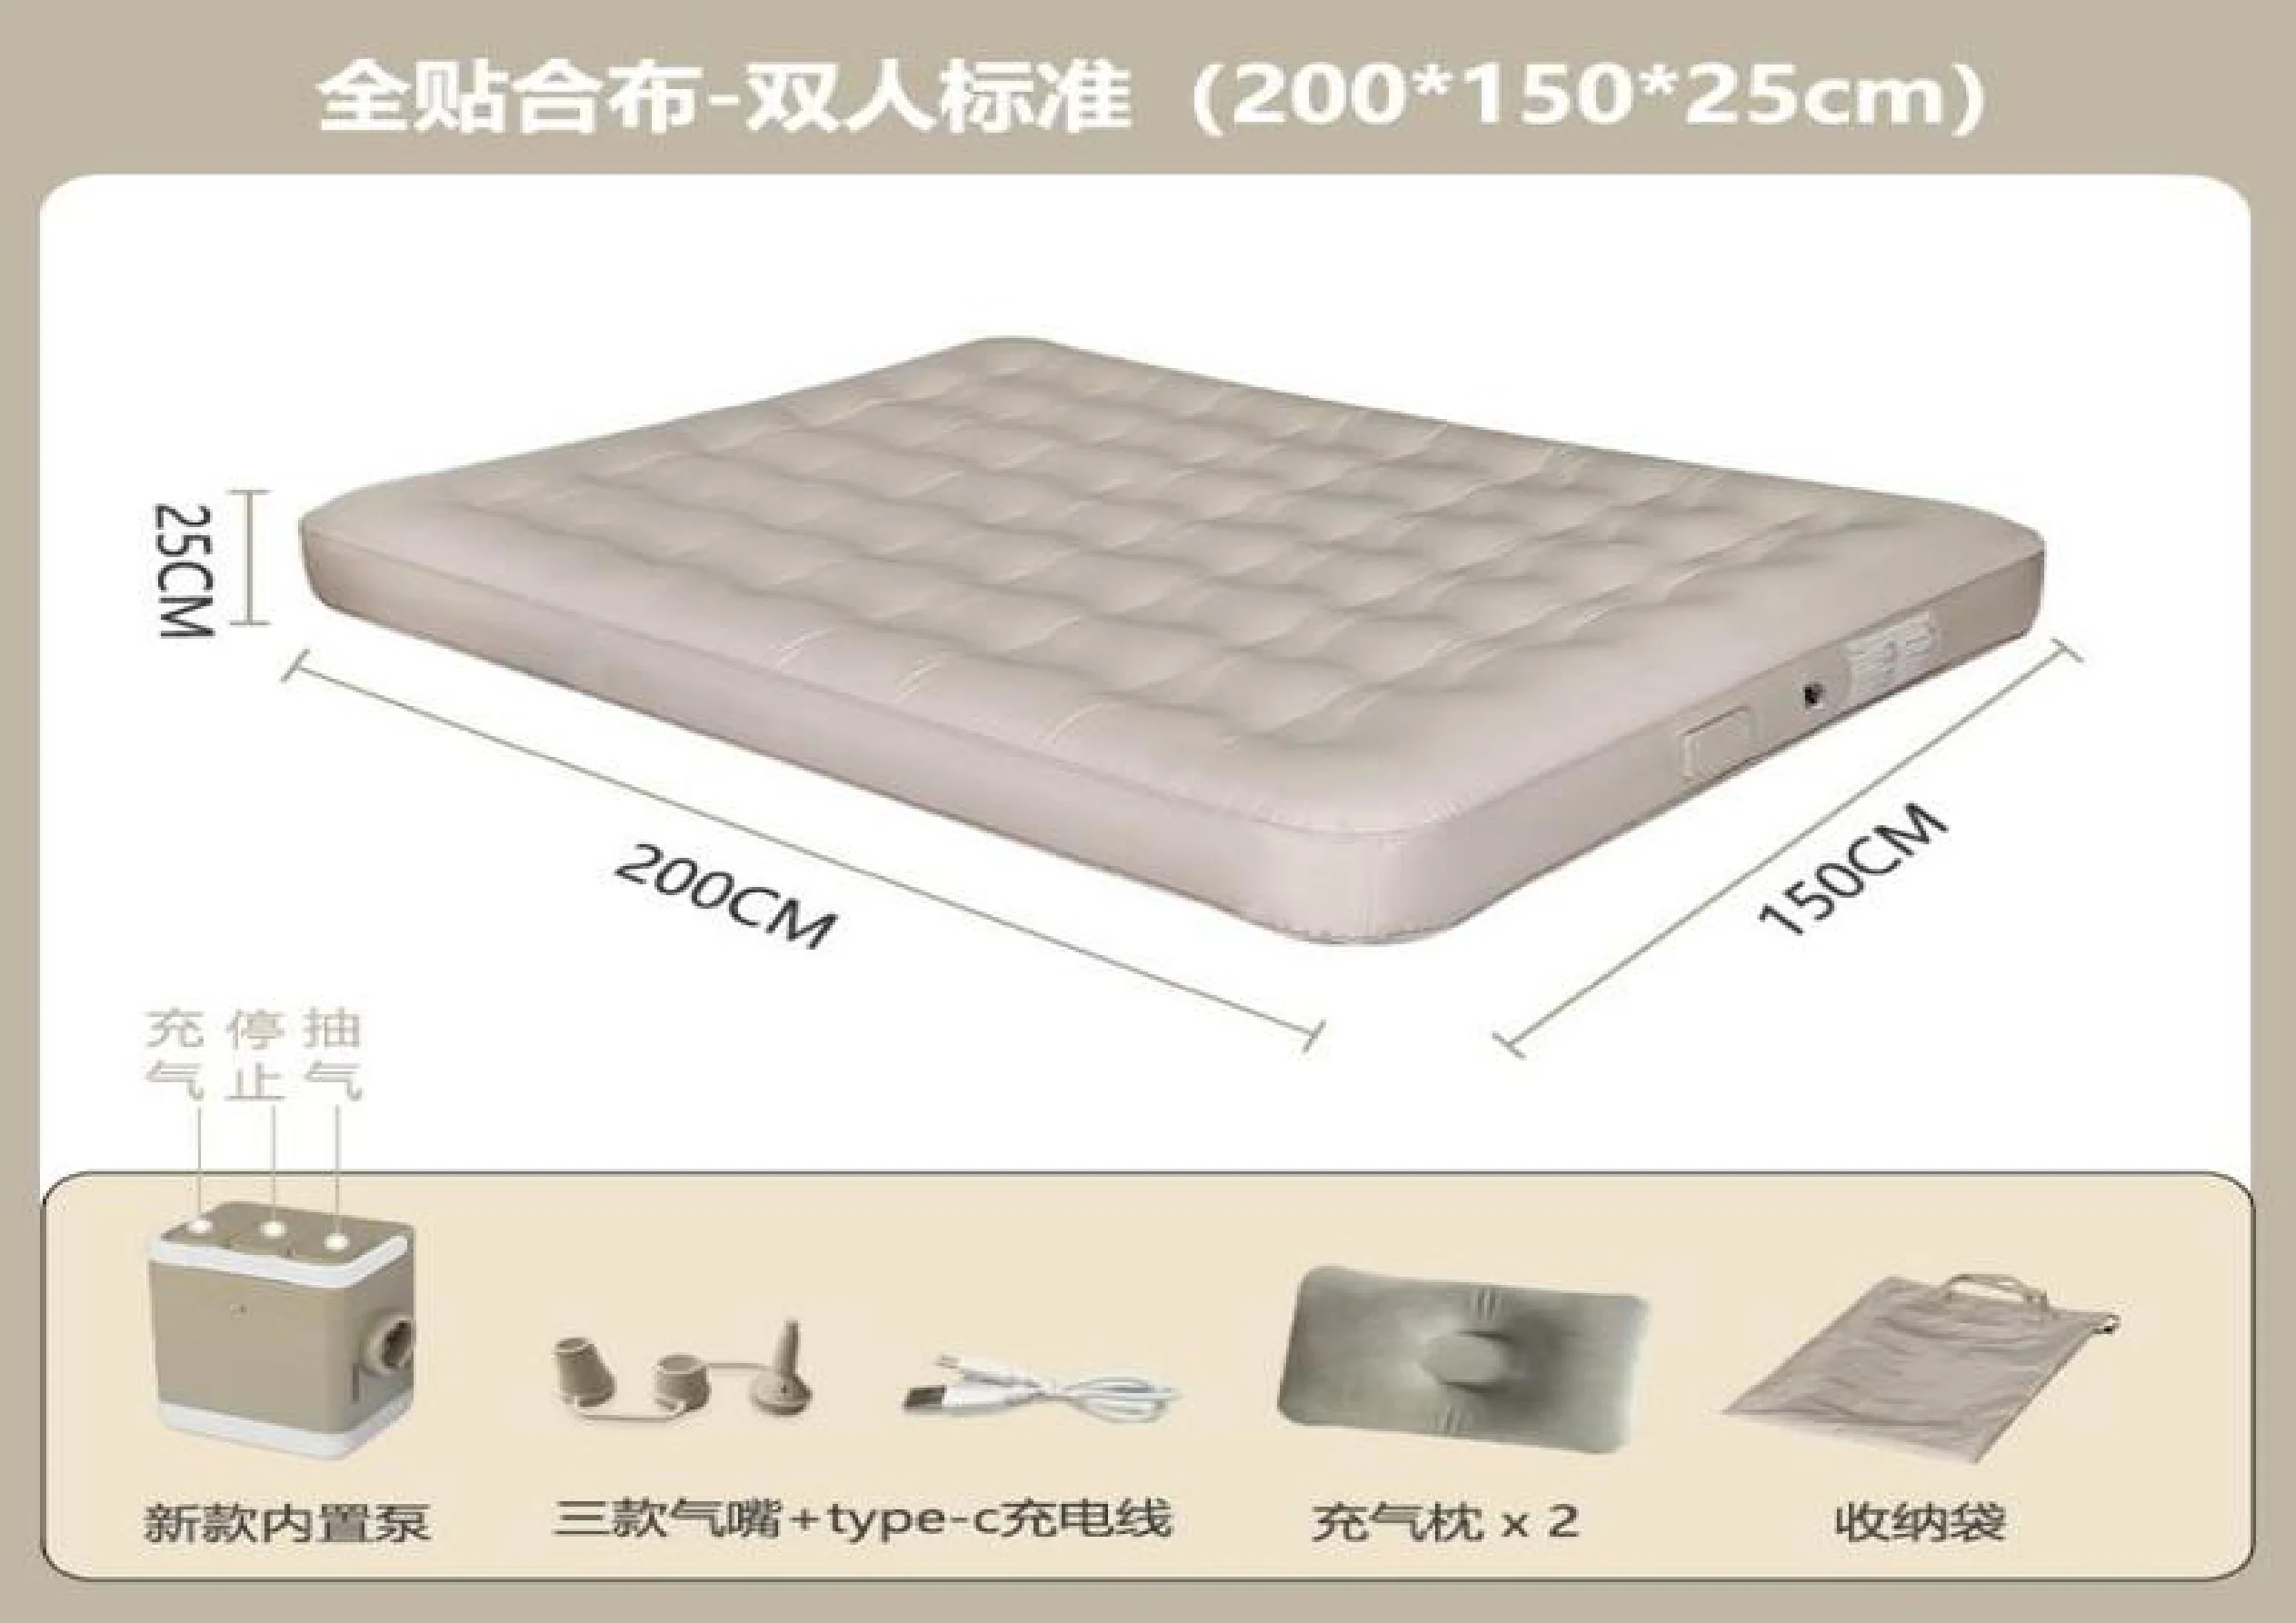 全贴合布-双人标准（200*150*25cm）
25CM
200CM
150CM
充气 停止 抽气
新款内置泵
三款气嘴+type-c充电线
充气枕 x 2
收纳袋